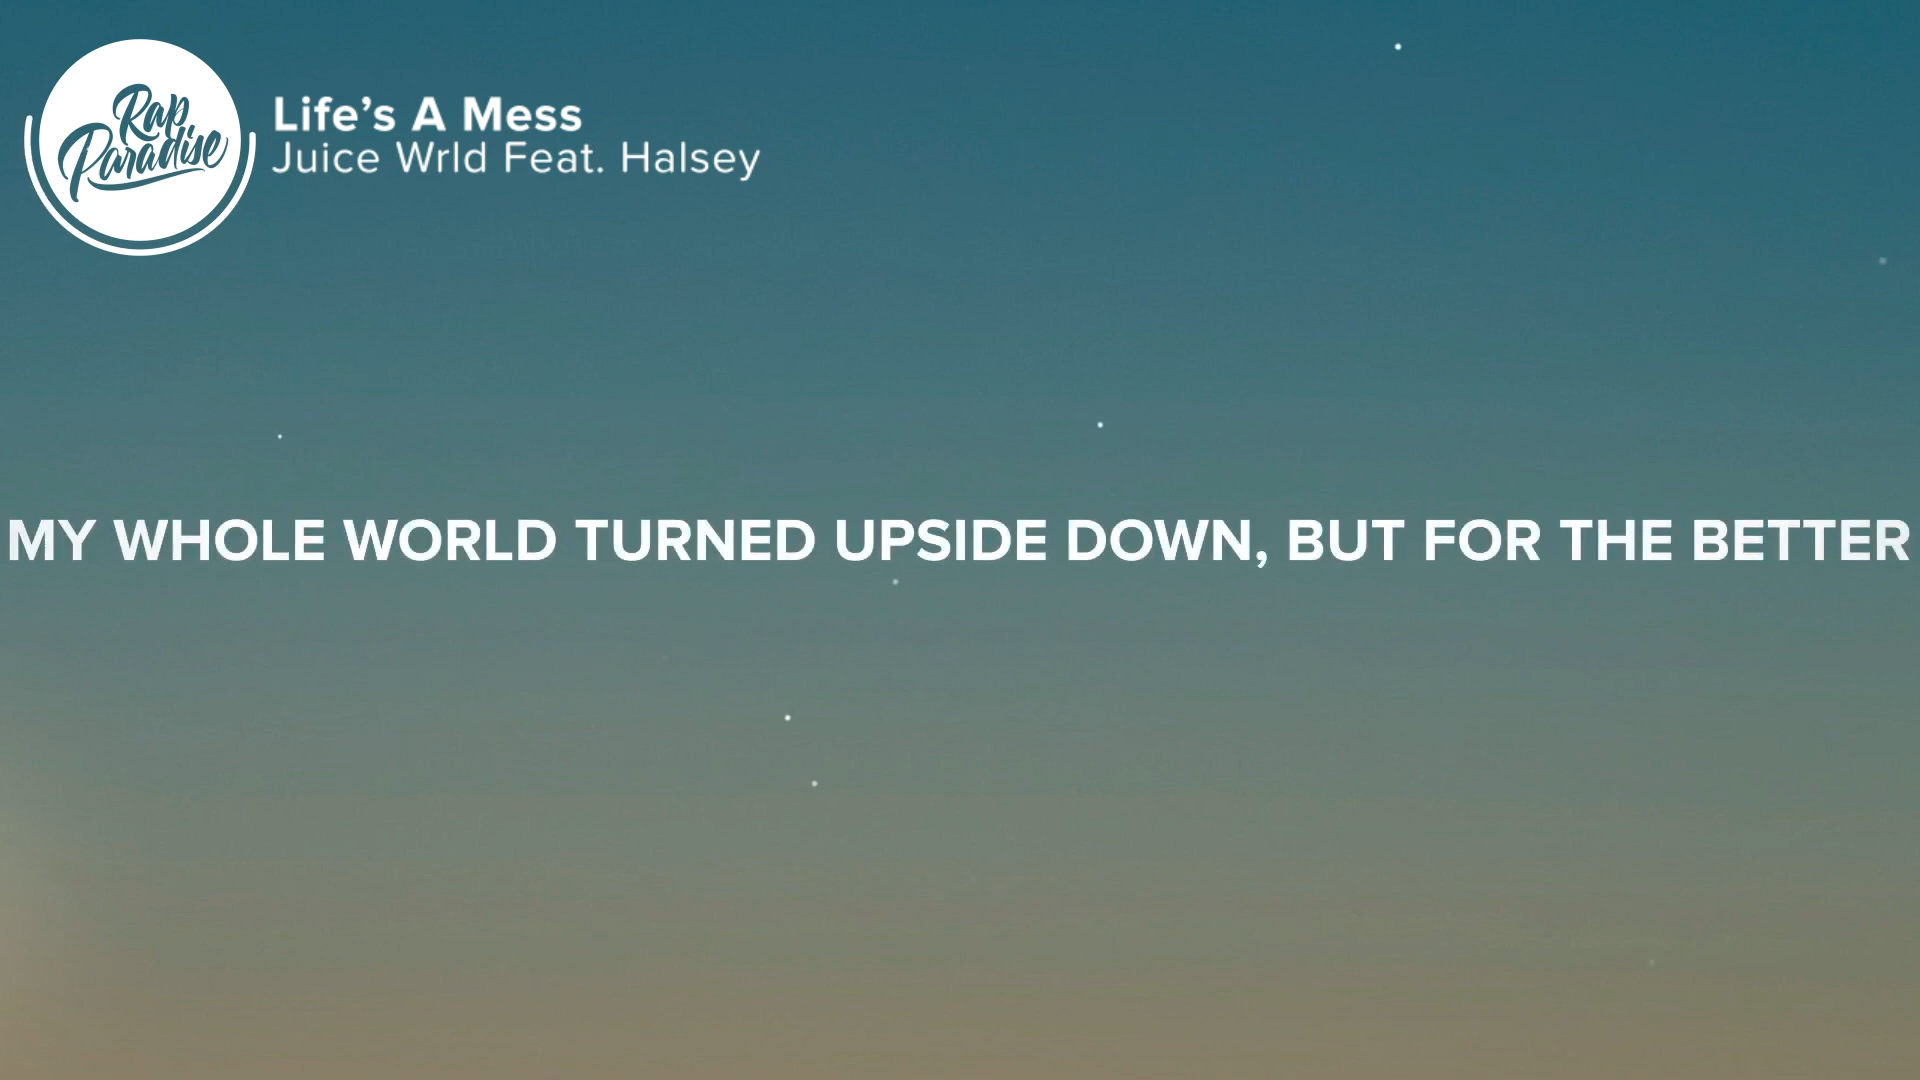 Rap
Paradise
Life’s A Mess
Juice Wrld Feat. Halsey
MY WHOLE WORLD TURNED UPSIDE DOWN, BUT FOR THE BETTER